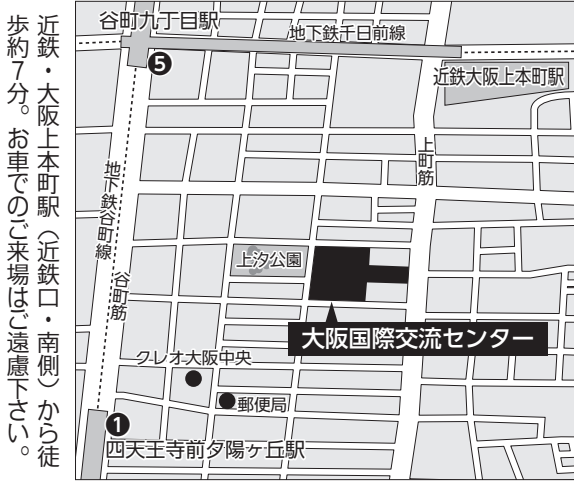 近鉄・大阪上本町駅（近鉄口・南側）から徒
歩約7分。お車でのご来場はご遠慮下さい。
谷町九丁目駅
地下鉄千日前線
❺
近鉄大阪上本町駅
上町筋
地下鉄谷町線
谷町筋
上汐公園
大阪国際交流センター
クレオ大阪中央
郵便局
❶
四天王寺前夕陽ヶ丘駅